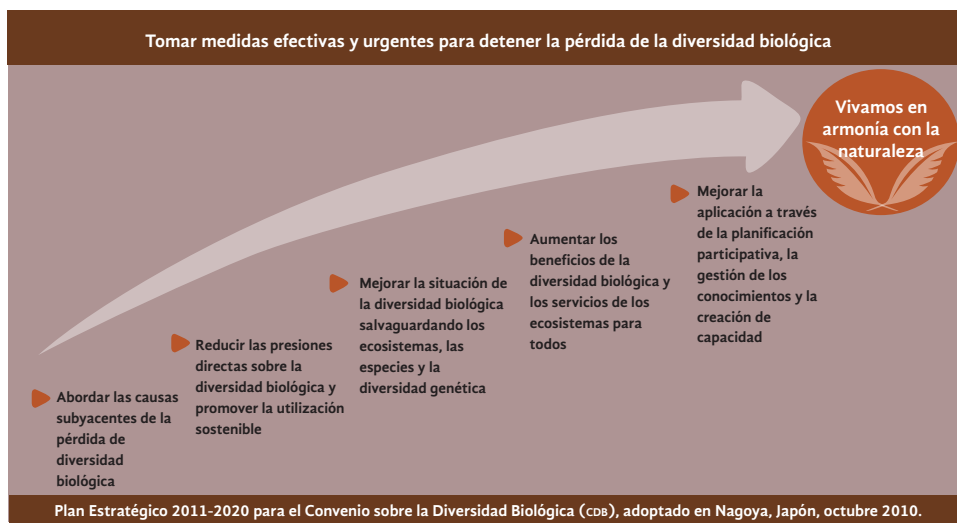 Tomar medidas efectivas y urgentes para detener la pérdida de la diversidad biológica
Vivamos en
armonía con la
naturaleza
Abordar las causas
subyacentes de la
pérdida de
diversidad
biológica
Reducir las presiones
directas sobre la
diversidad biológica y
promover la utilización
sostenible
Mejorar la situación de
la diversidad biológica
salvaguardando los
ecosistemas, las
especies y la
diversidad genética
Aumentar los
beneficios de la
diversidad biológica y
los servicios de los
ecosistemas para
todos
Mejorar la
aplicación a través
de la planificación
participativa, la
gestión de los
conocimientos y la
creación de
capacidad
Plan Estratégico 2011-2020 para el Convenio sobre la Diversidad Biológica (CDB), adoptado en Nagoya, Japón, octubre 2010.